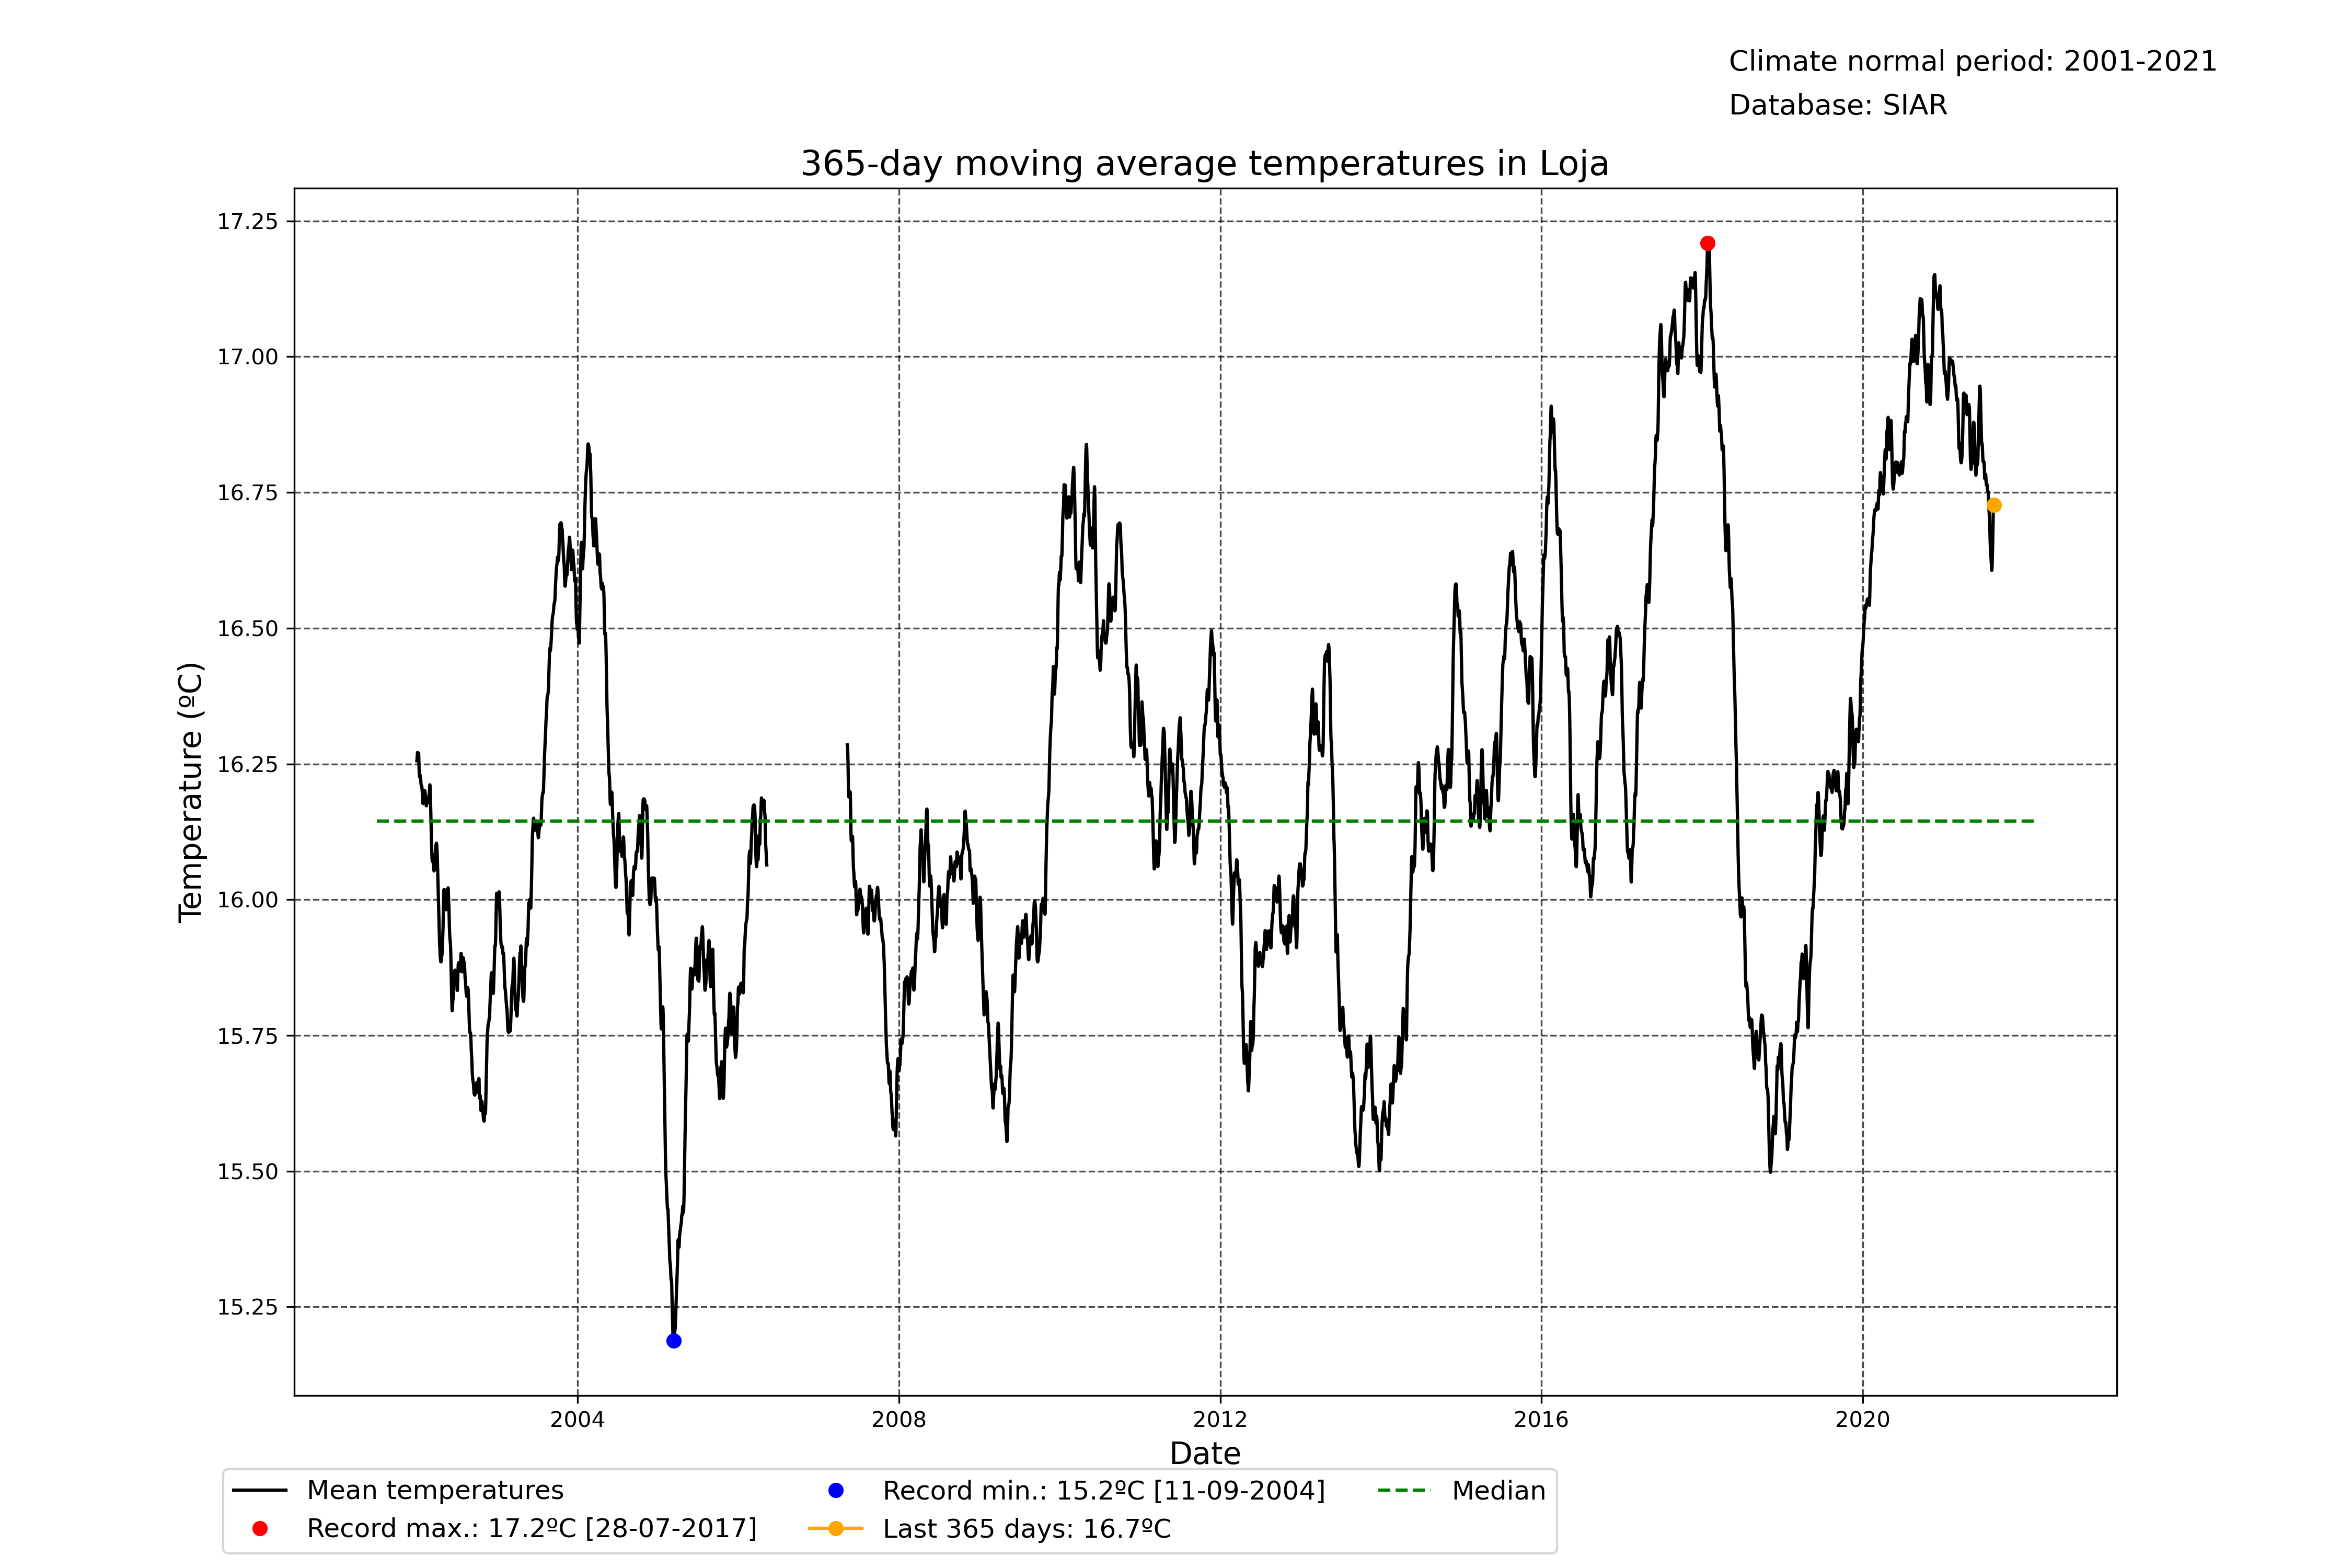 Climate normal period: 2001-2021
Database: SIAR
365-day moving average temperatures in Loja
17.25
17.00
16.75
16.50
16.25
16.00
15.75
15.50
15.25
Temperature (ºC)
2004 2008 2012 2016 2020
Date
Mean temperatures
Record max.: 17.2ºC [28-07-2017]
Record min.: 15.2ºC [11-09-2004]
Last 365 days: 16.7ºC
Median